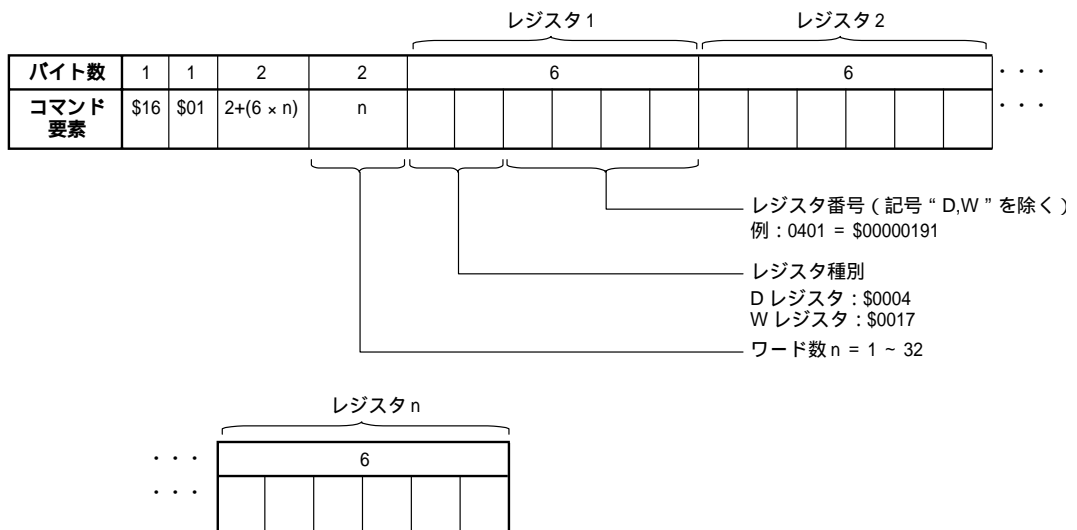 レジスタ 1 レジスタ 2
バイト数 1 1 2 2 6 6 ・・・
コマンド要素 $16 $01 2+(6 × n) n ・・・
レジスタ番号 ( 記号 “ D,W ” を除く )
例 : 0401 = $00000191
レジスタ種別
D レジスタ : $0004
W レジスタ : $0017
ワード数 n = 1 ~ 32
レジスタ n
・・・ 6
・・・